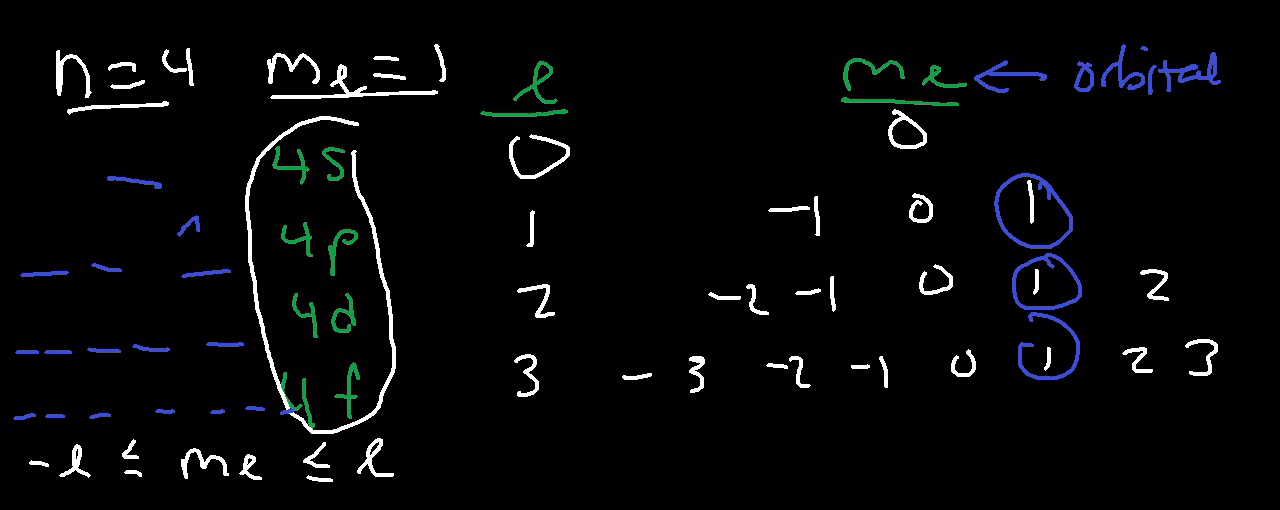 n=4 mℓ=1 ℓ mℓ ← orbital
4s 0 0
4p 1 -1 0 1
4d 2 -2 -1 0 1 2
4f 3 -3 -2 -1 0 1 2 3
-ℓ ≤ mℓ ≤ ℓ